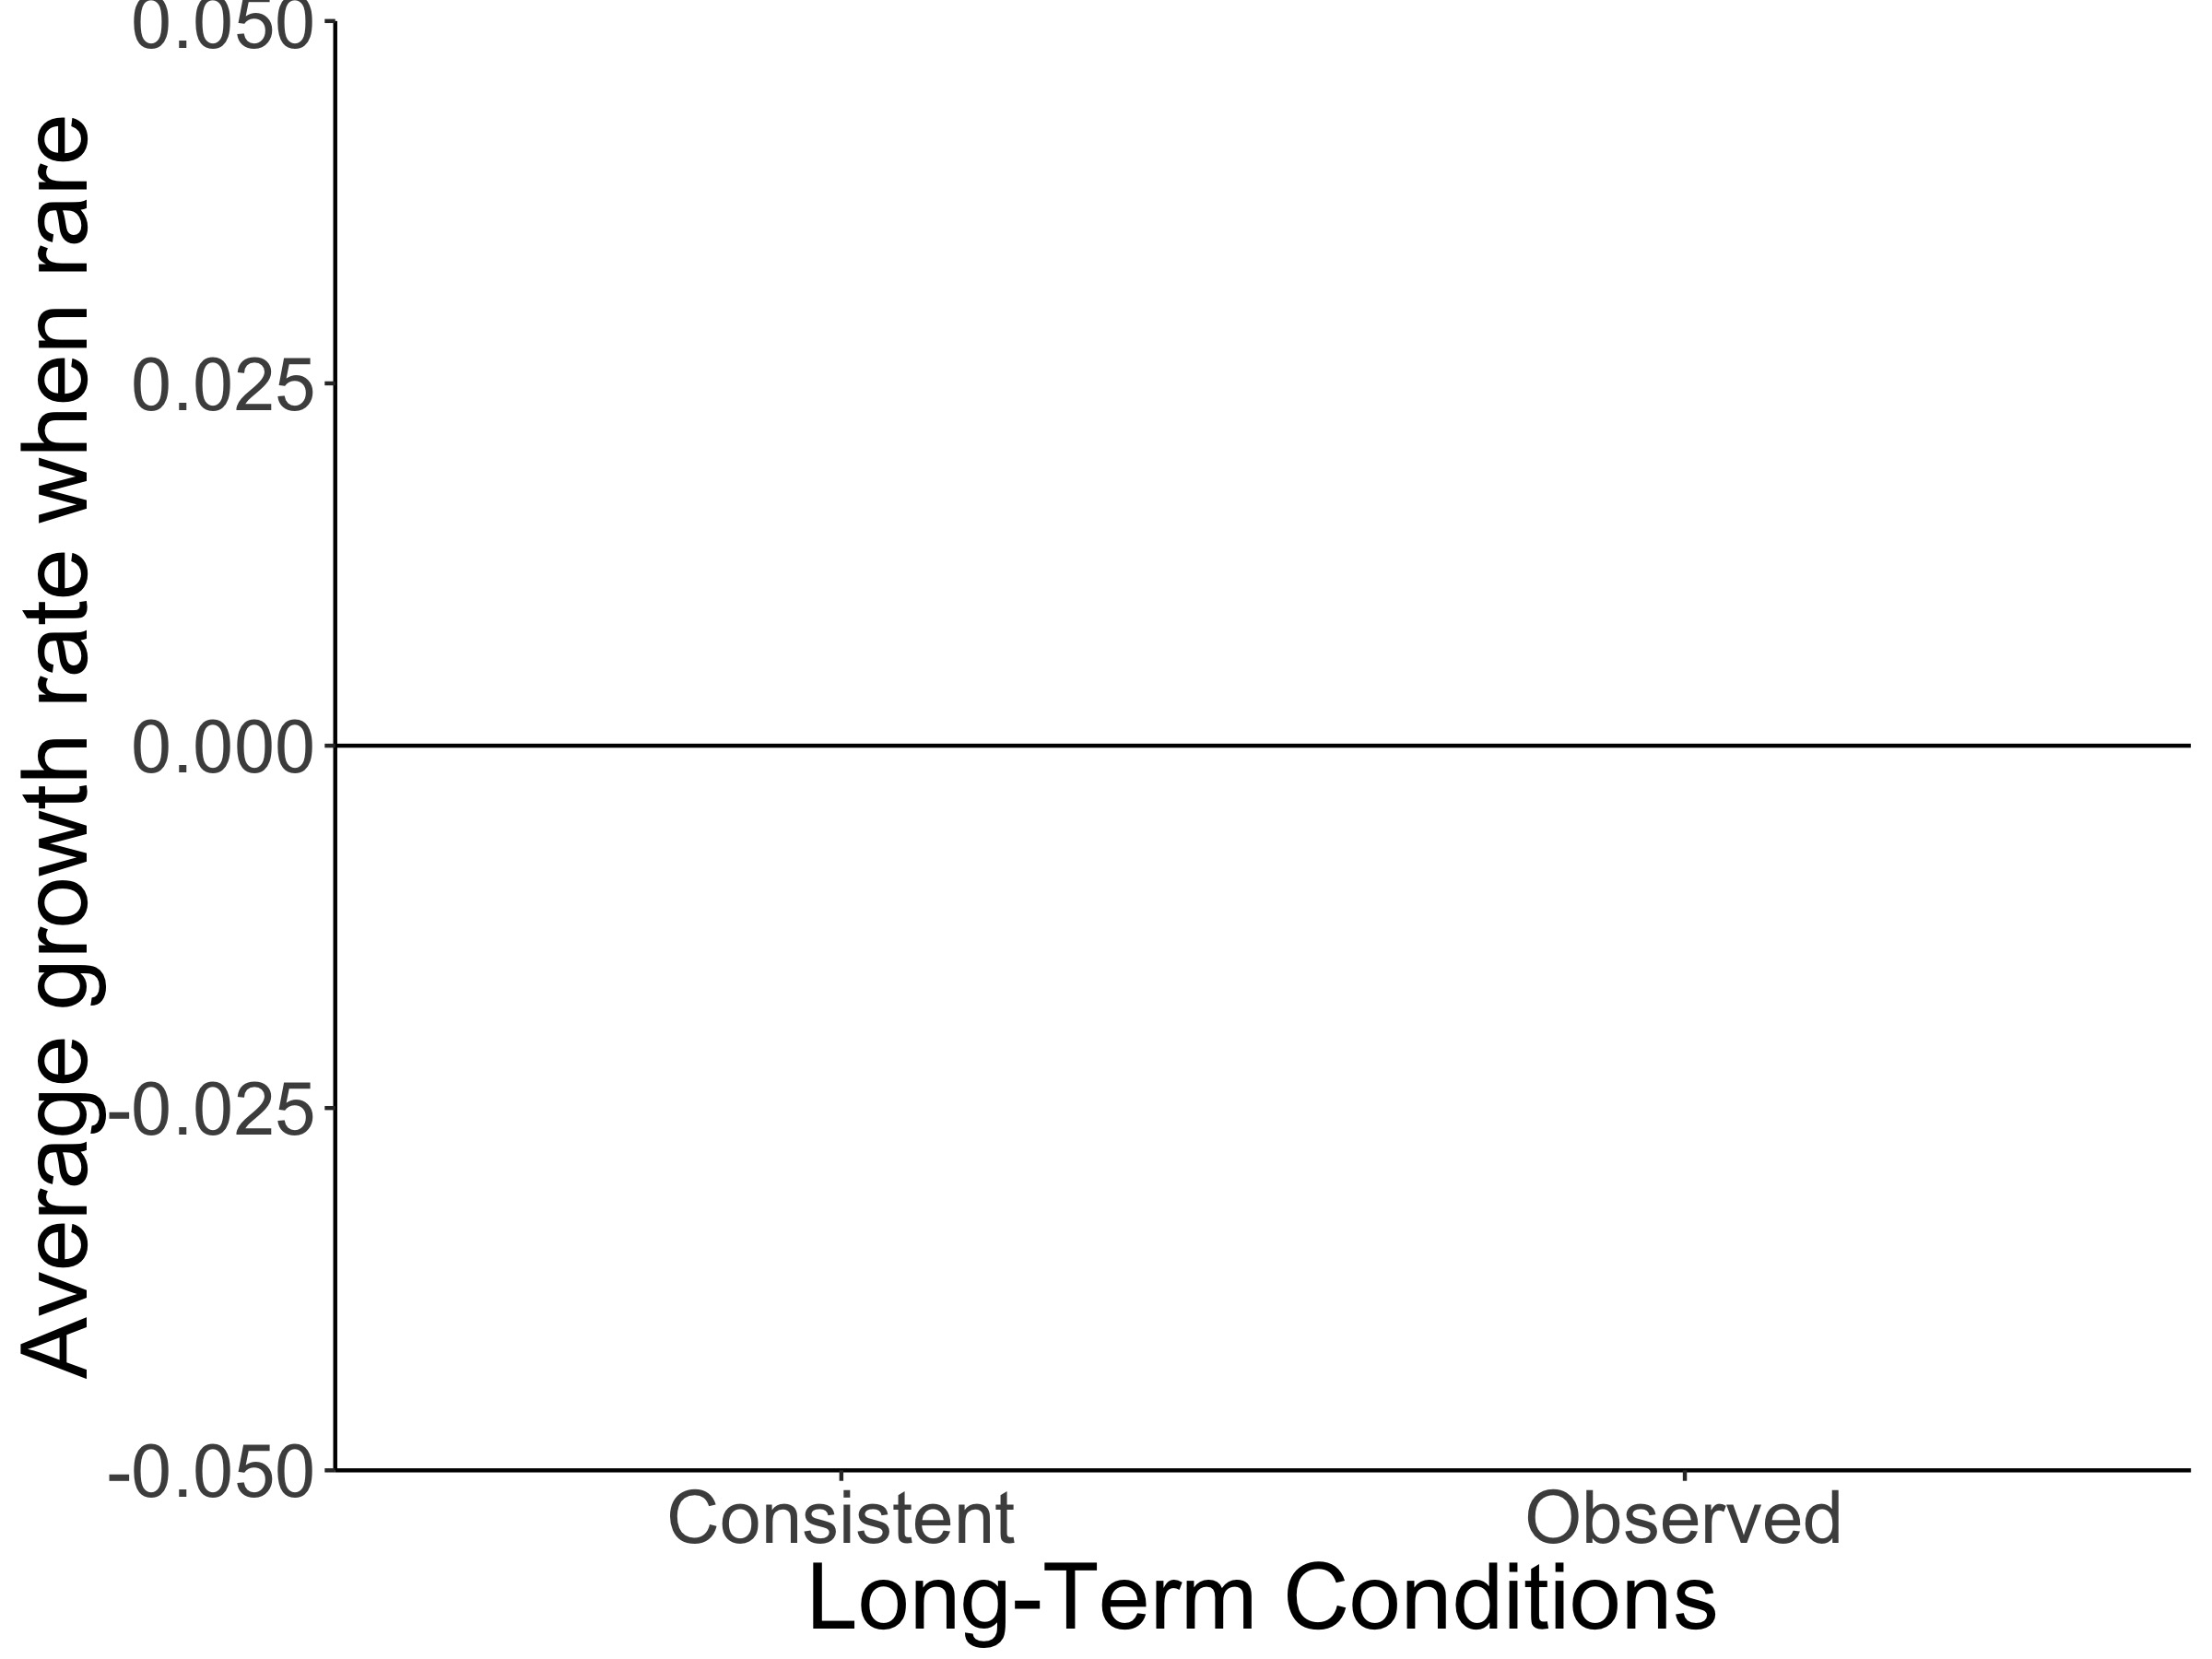 Average growth rate when rare
0.050
0.025
0.000
-0.025
-0.050
Consistent Observed
Long-Term Conditions